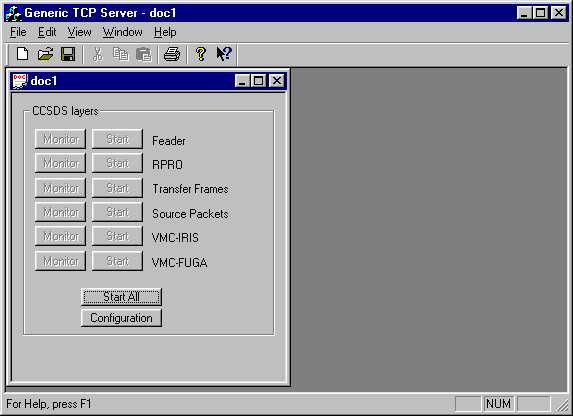 Generic TCP Server - doc1
File Edit View Window Help
DOC doc1
CCSDS layers
Monitor Start Feader
Monitor Start RPRO
Monitor Start Transfer Frames
Monitor Start Source Packets
Monitor Start VMC-IRIS
Monitor Start VMC-FUGA
Start All
Configuration
For Help, press F1 NUM